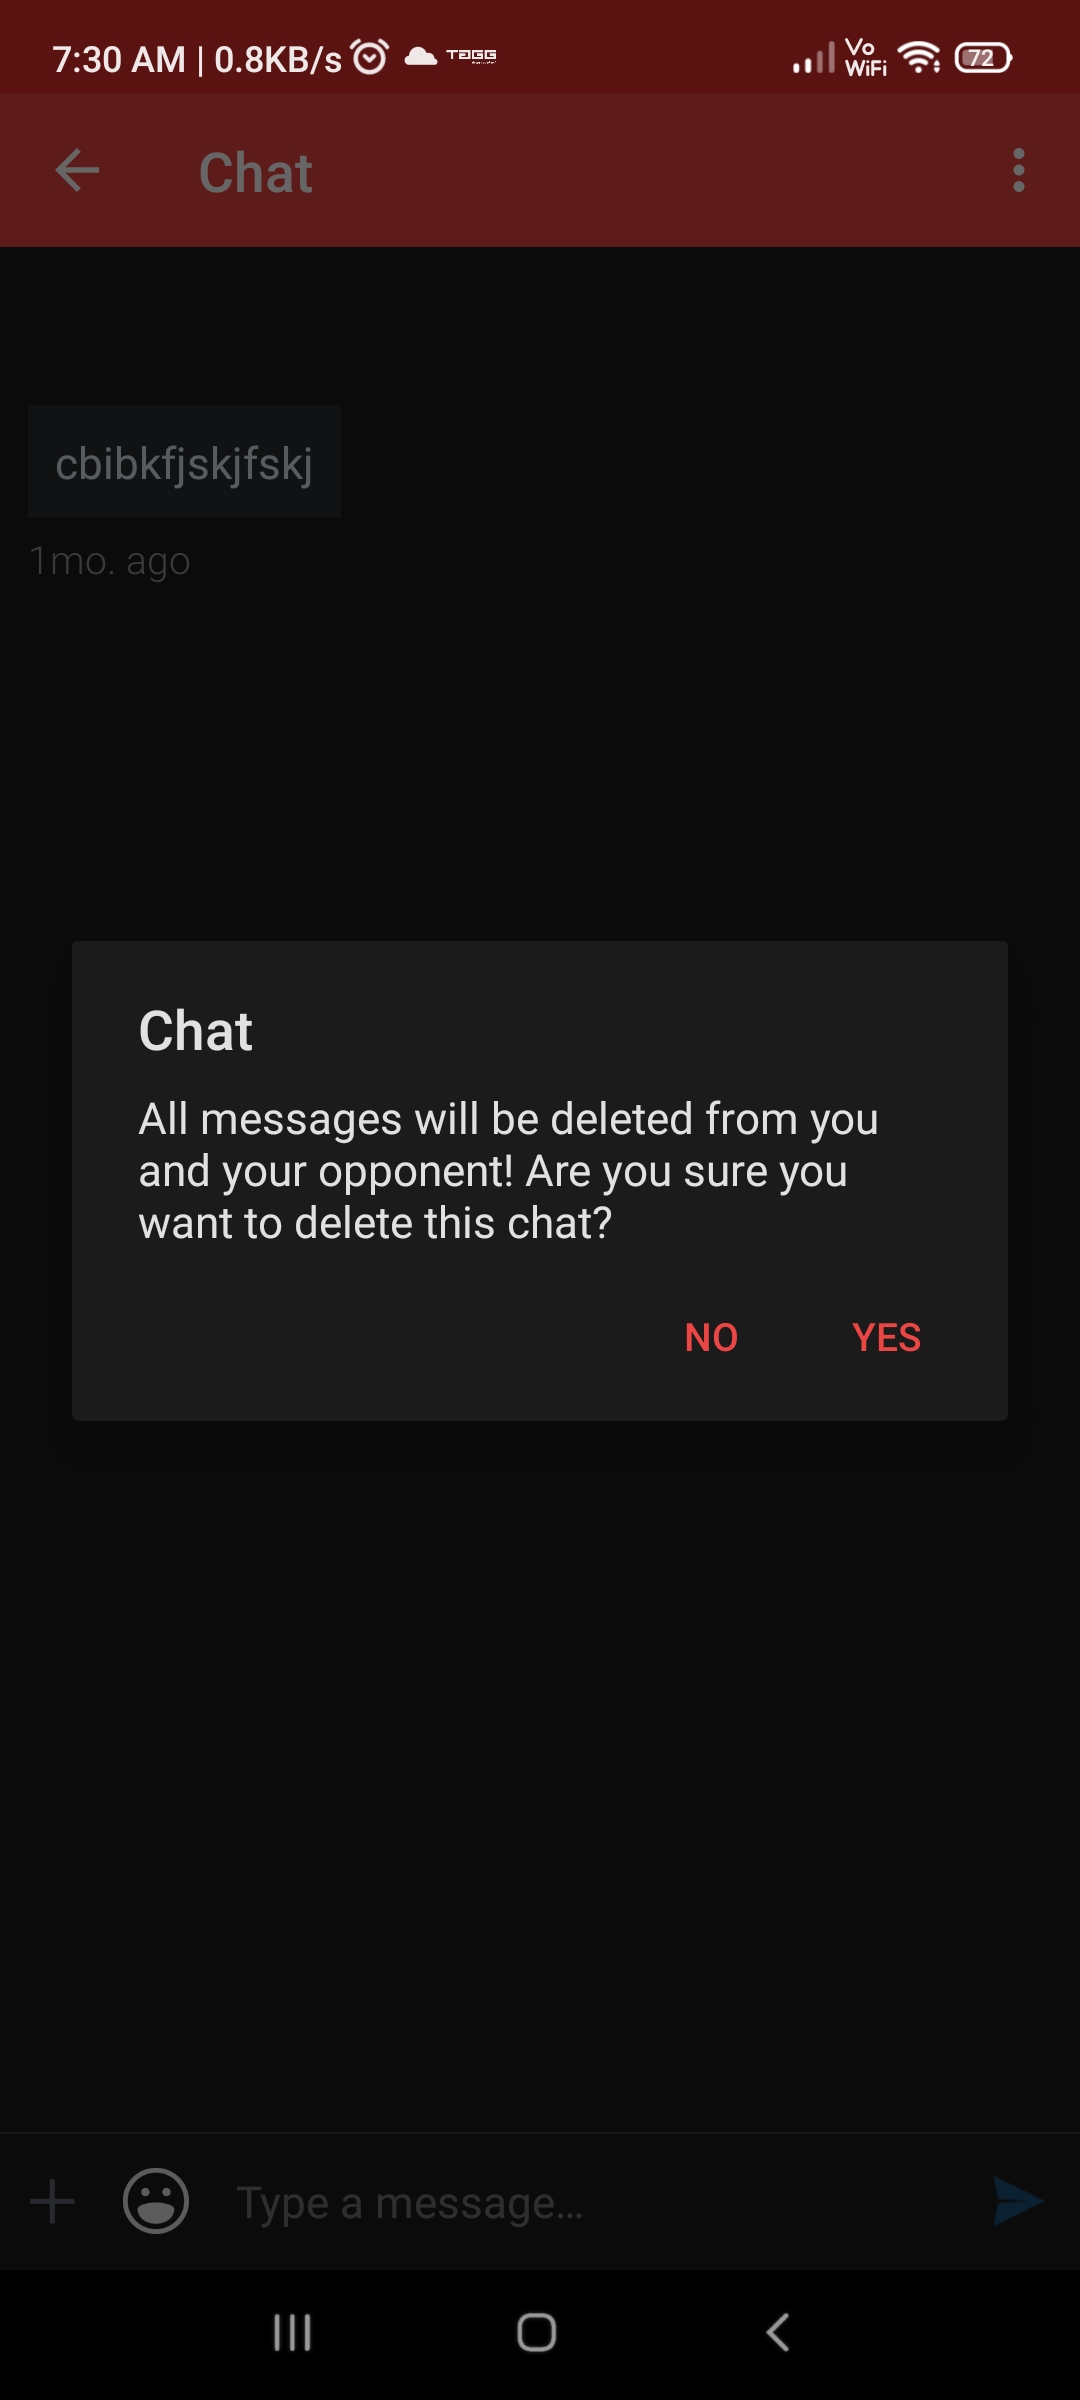 7:30 AM | 0.8KB/s TAGG
Vo
WiFi
72
Chat
cbibkfjskjfskj
1mo. ago
Chat
All messages will be deleted from you
and your opponent! Are you sure you
want to delete this chat?
NO YES
Type a message...